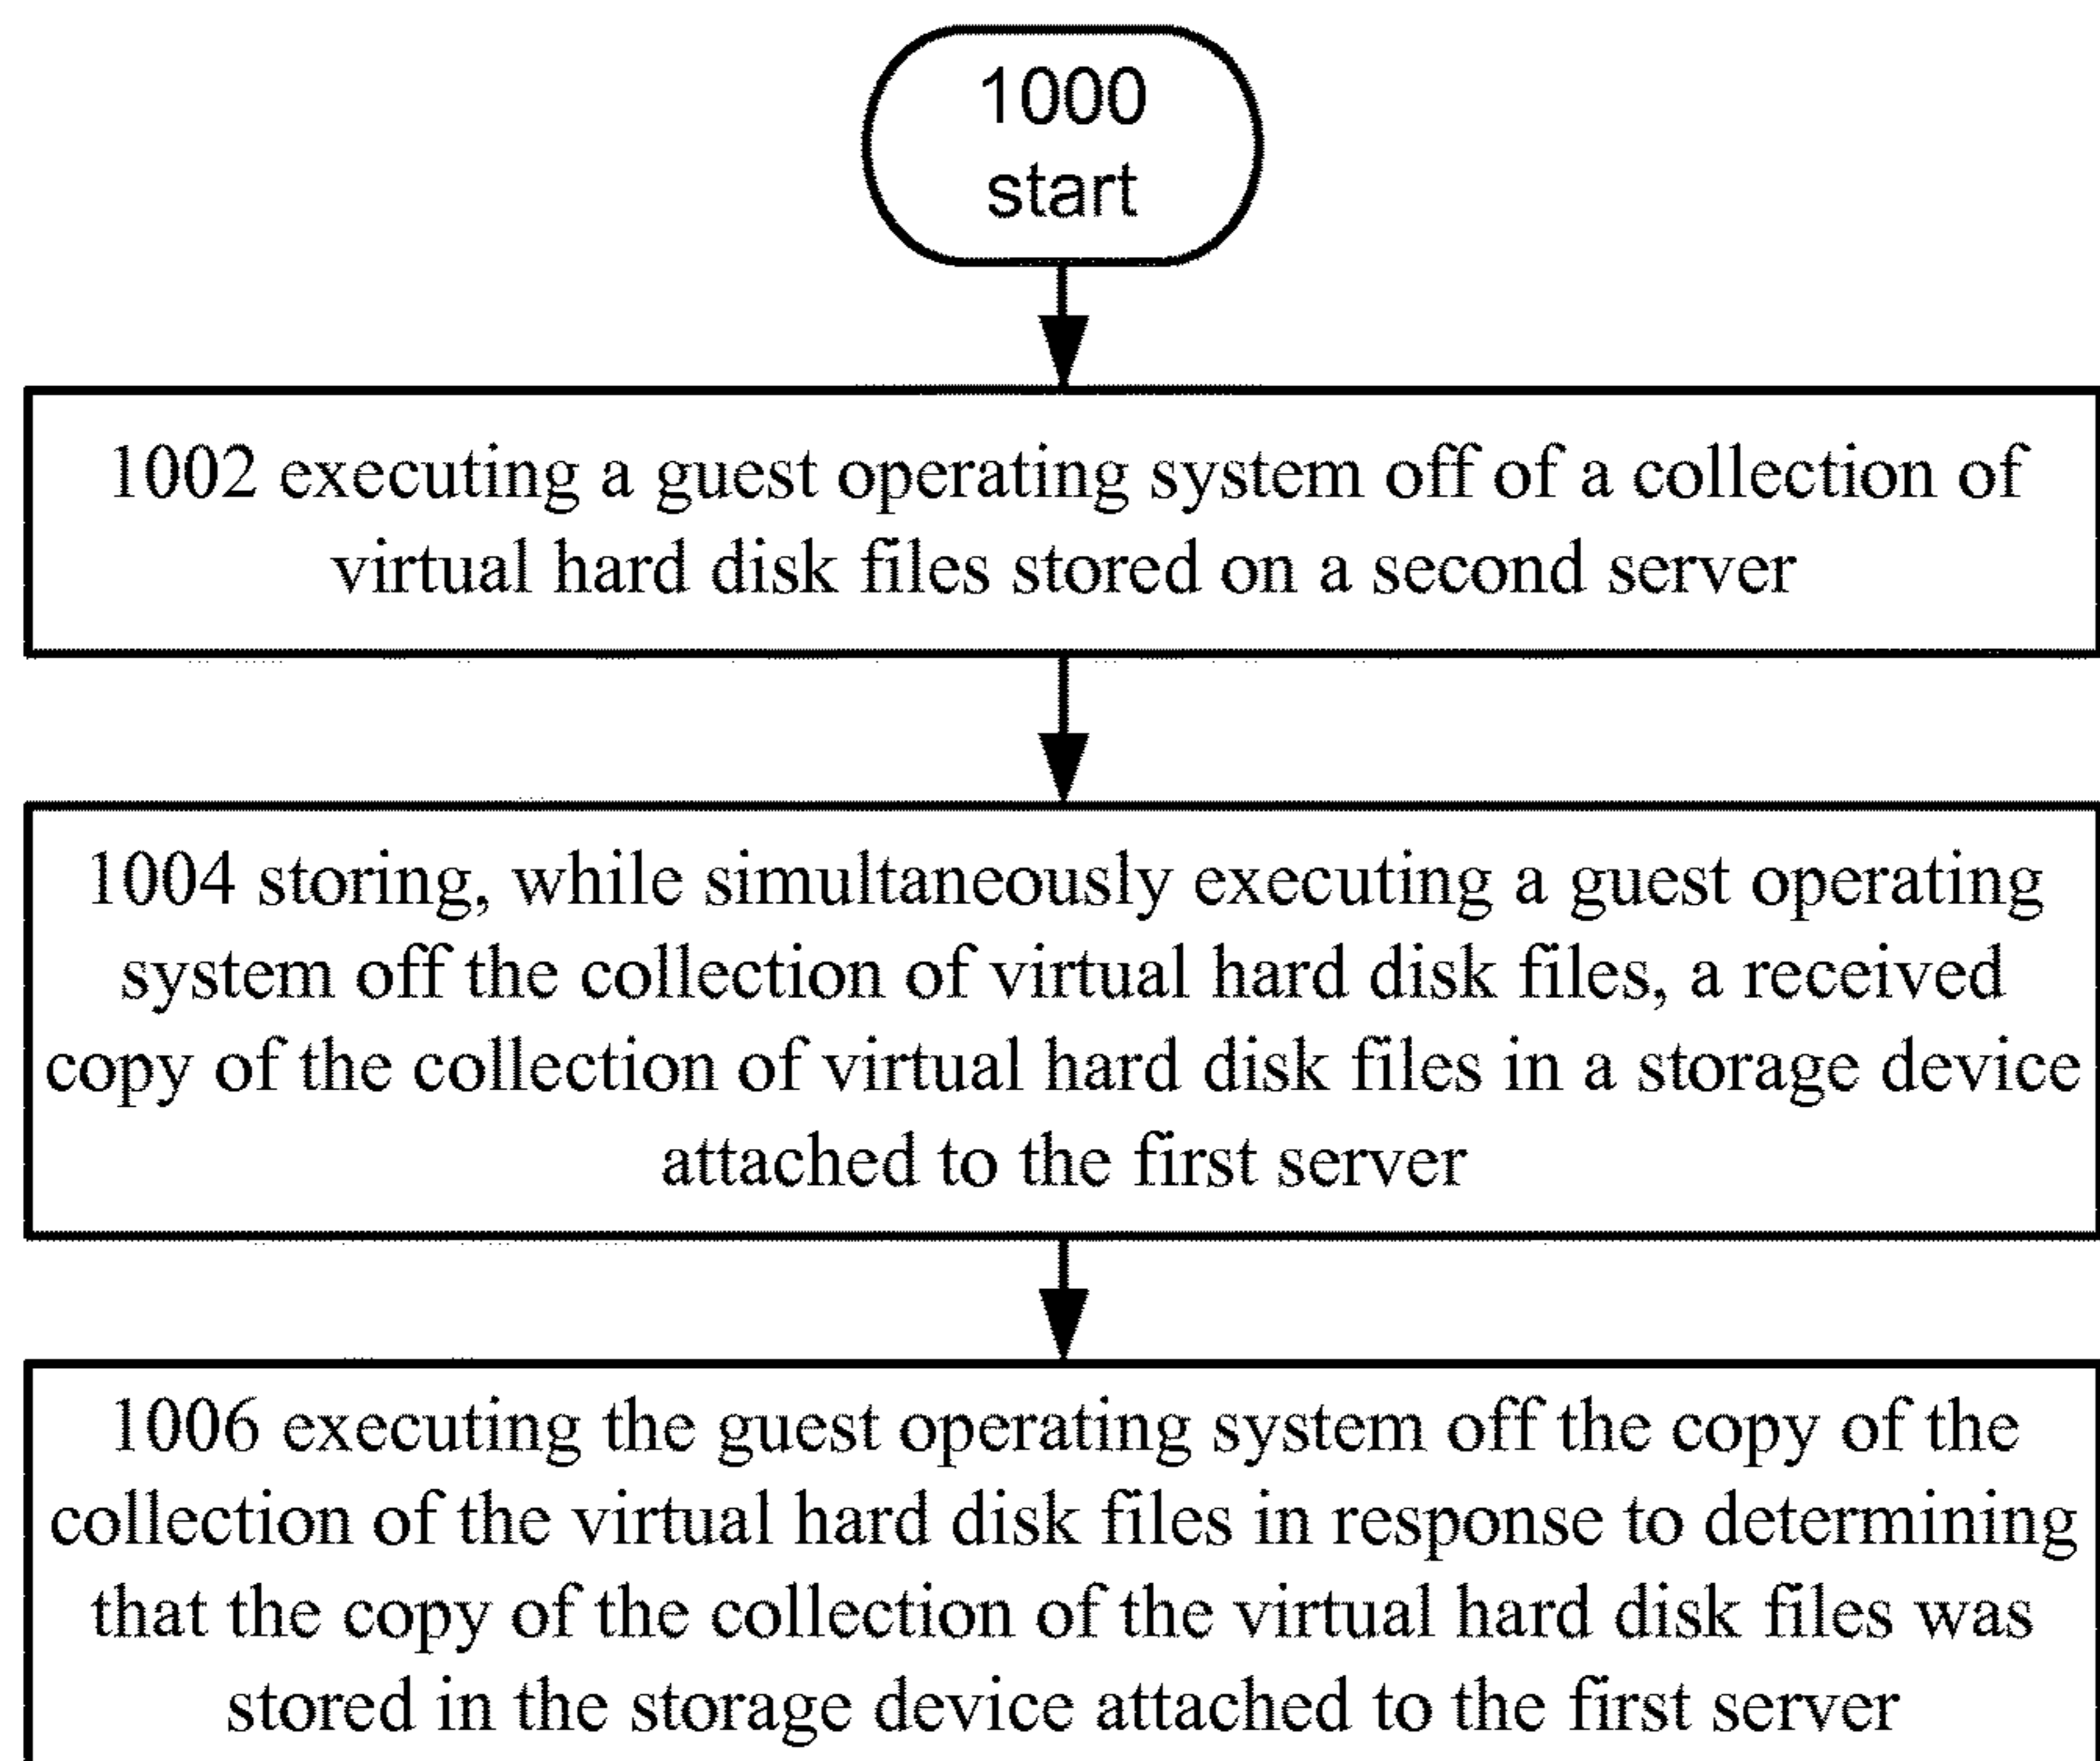 1000
start
1002 executing a guest operating system off of a collection of
virtual hard disk files stored on a second server
1004 storing, while simultaneously executing a guest operating
system off the collection of virtual hard disk files, a received
copy of the collection of virtual hard disk files in a storage device
attached to the first server
1006 executing the guest operating system off the copy of the
collection of the virtual hard disk files in response to determining
that the copy of the collection of the virtual hard disk files was
stored in the storage device attached to the first server